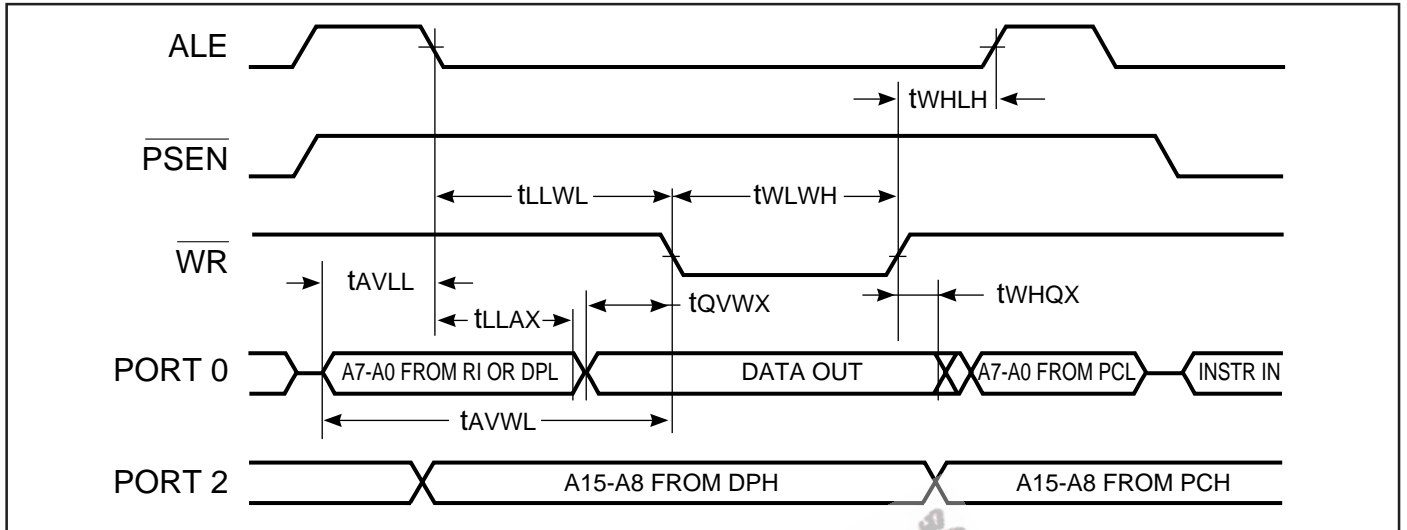 ALE
tWHLH
PSEN
tLLWL
tWLWH
WR
tAVLL
tLLAX
tQVWX
tWHQX
PORT 0
A7-A0 FROM RI OR DPL
DATA OUT
A7-A0 FROM PCL
INSTR IN
tAVWL
PORT 2
A15-A8 FROM DPH
A15-A8 FROM PCH